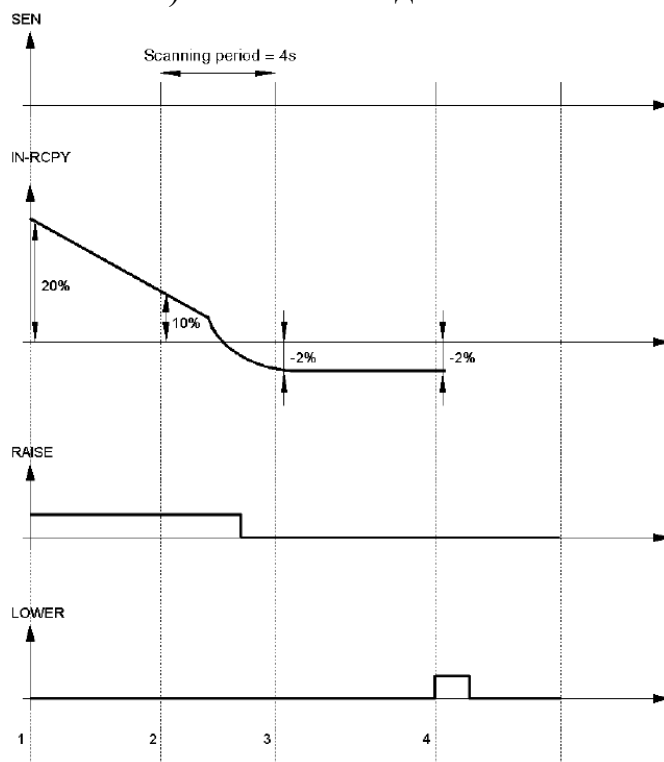 SEN
Scanning period = 4s
IN-RCPY
20%
10%
-2%
-2%
RAISE
LOWER
1 2 3 4